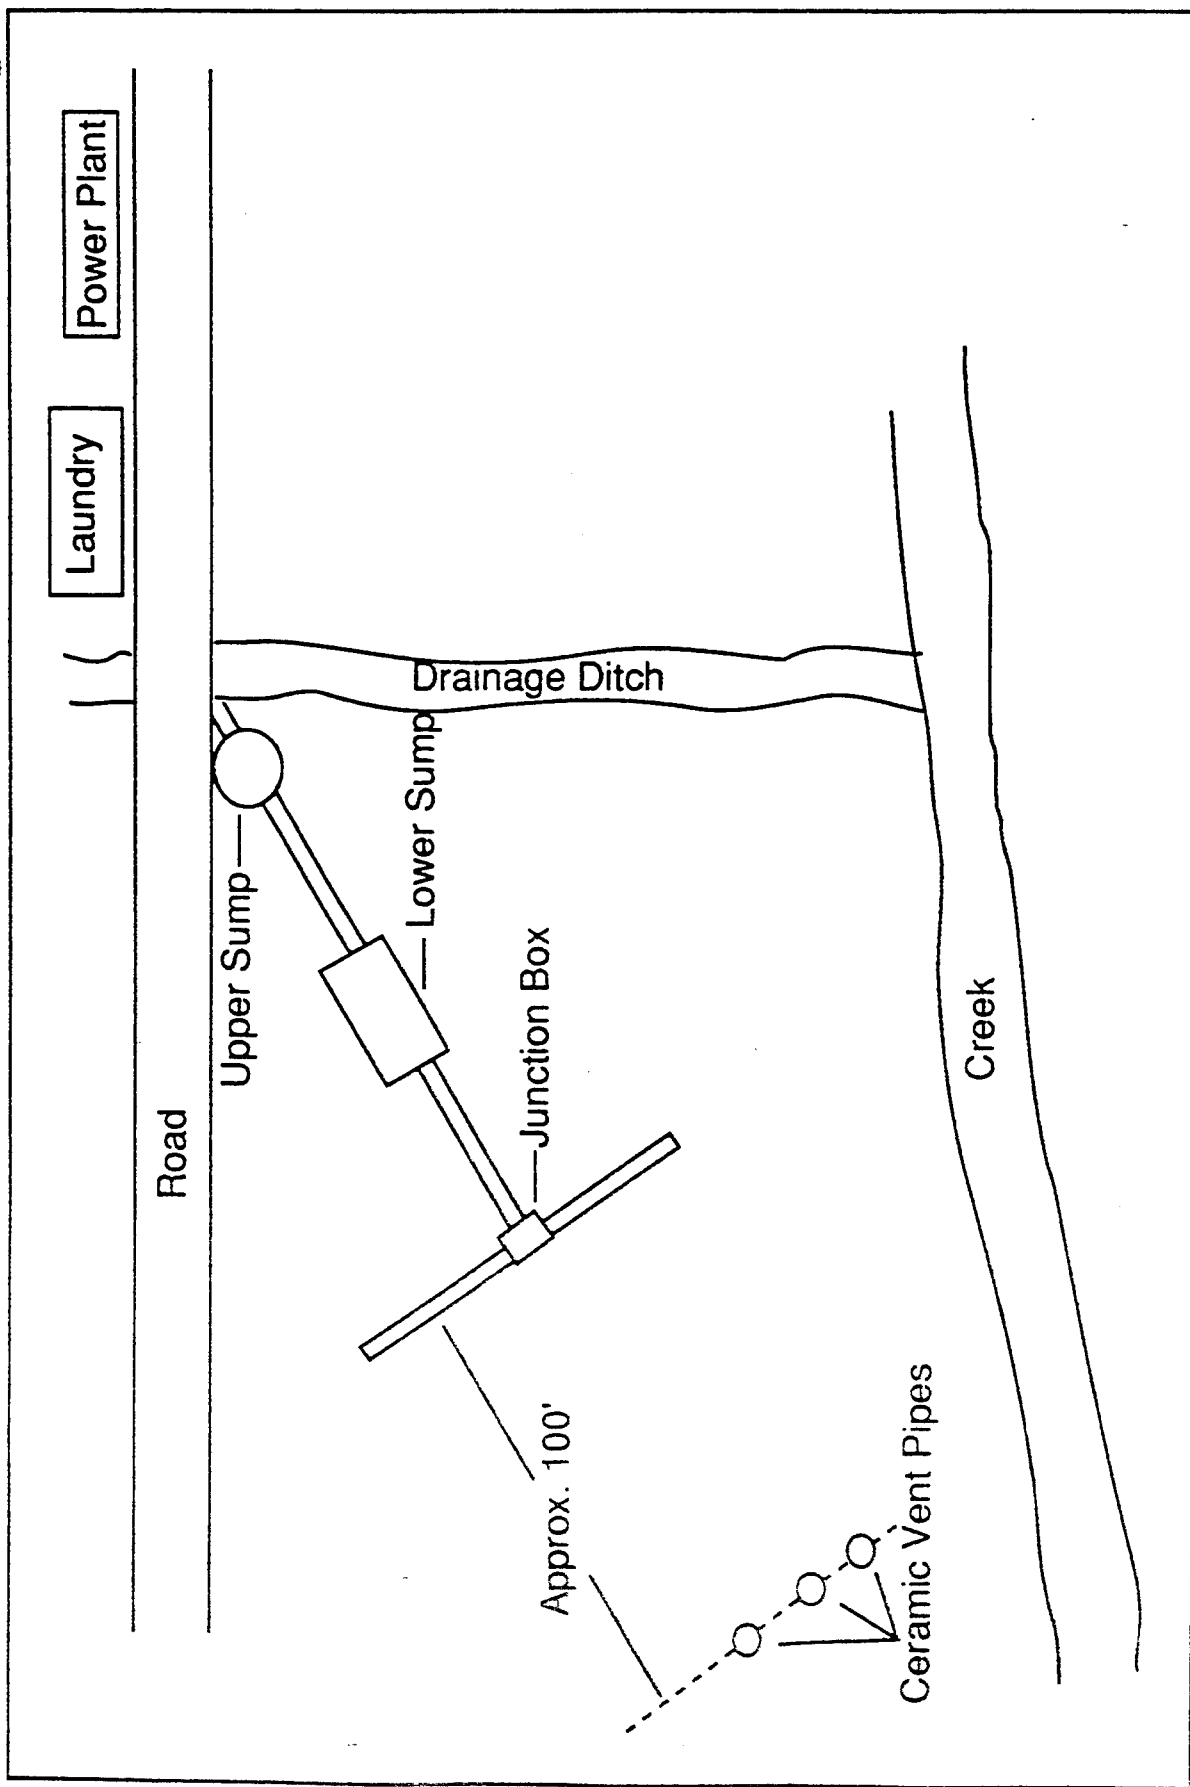 Laundry
Power Plant
Road
Upper Sump
Drainage Ditch
Lower Sump
Junction Box
Approx. 100'
Ceramic Vent Pipes
Creek